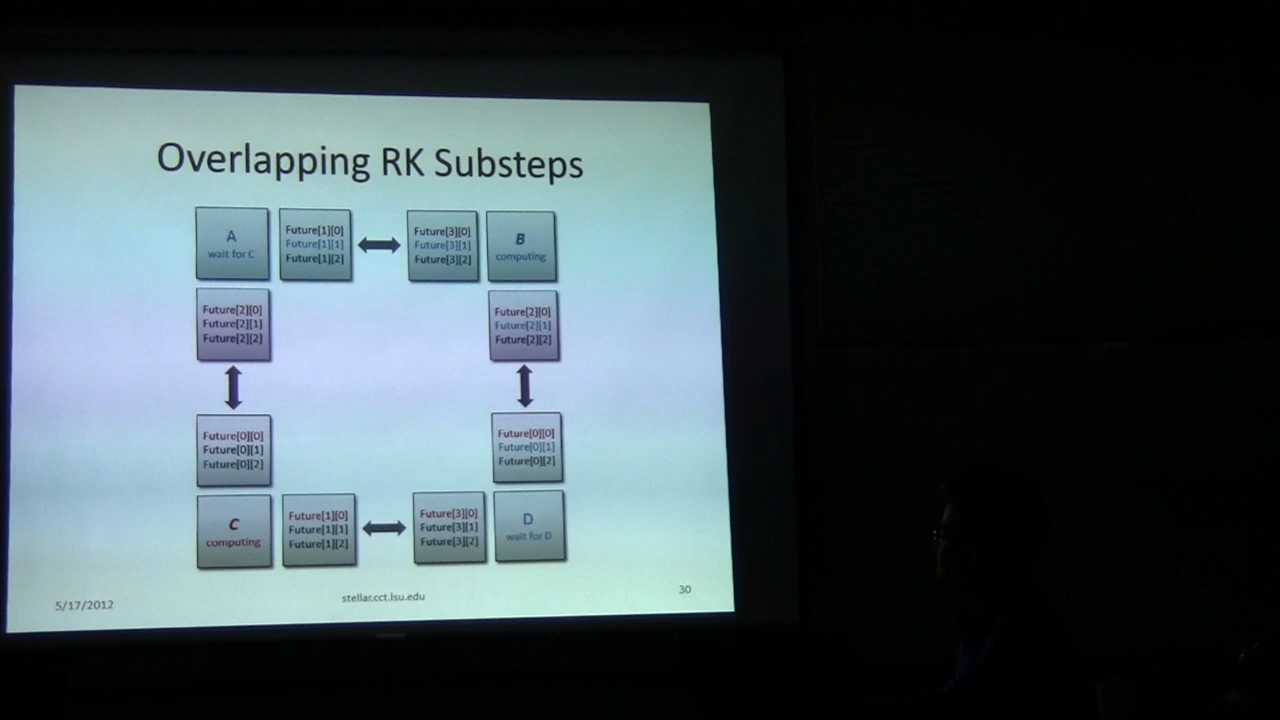 Overlapping RK Substeps
A
wait for C
Future[1][0]
Future[1][1]
Future[1][2]
Future[3][0]
Future[3][1]
Future[3][2]
B
computing
Future[2][0]
Future[2][1]
Future[2][2]
Future[2][0]
Future[2][1]
Future[2][2]
Future[0][0]
Future[0][1]
Future[0][2]
Future[0][0]
Future[0][1]
Future[0][2]
C
computing
Future[1][0]
Future[1][1]
Future[1][2]
Future[3][0]
Future[3][1]
Future[3][2]
D
wait for D
5/17/2012
stellar.cct.lsu.edu
30